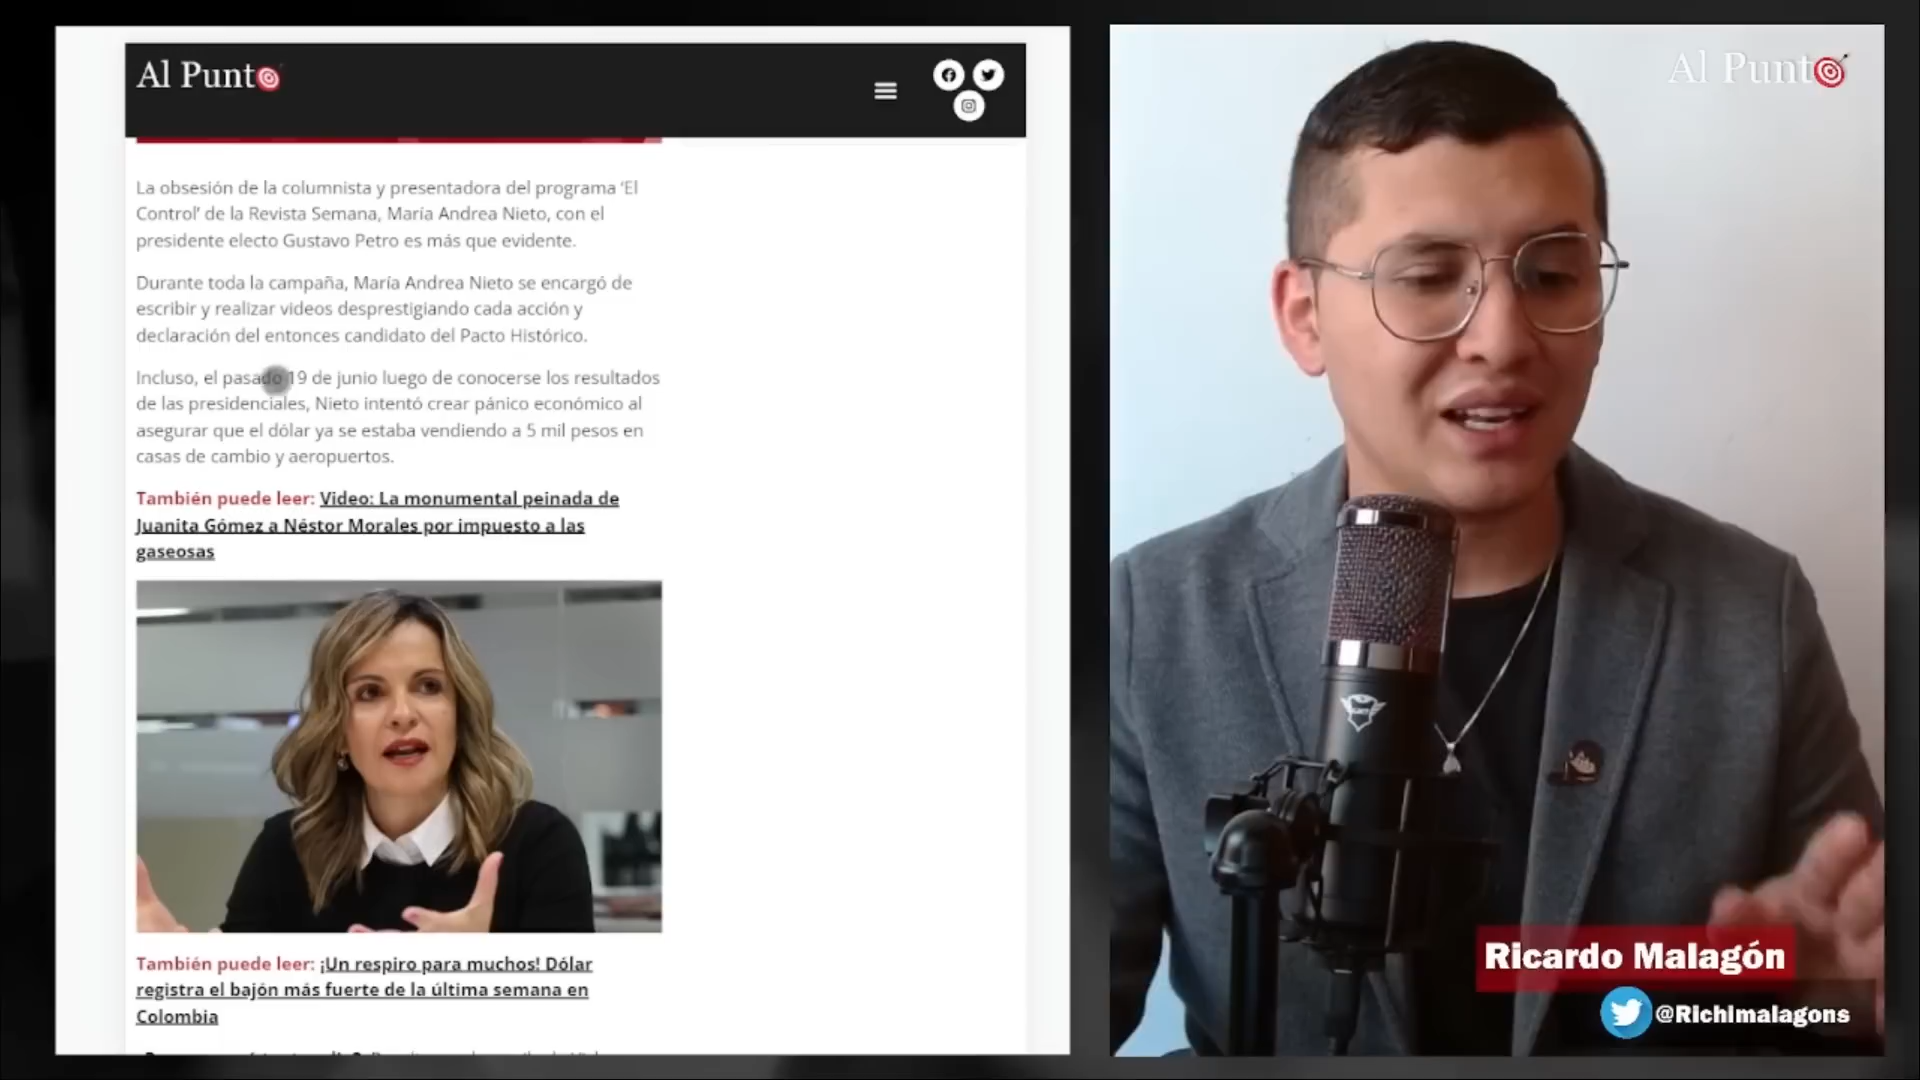 Al Punto
La obsesión de la columnista y presentadora del programa ‘El
Control’ de la Revista Semana, María Andrea Nieto, con el
presidente electo Gustavo Petro es más que evidente.
Durante toda la campaña, María Andrea Nieto se encargó de
escribir y realizar videos desprestigiando cada acción y
declaración del entonces candidato del Pacto Histórico.
Incluso, el pasado 19 de junio luego de conocerse los resultados
de las presidenciales, Nieto intentó crear pánico económico al
asegurar que el dólar ya se estaba vendiendo a 5 mil pesos en
casas de cambio y aeropuertos.
También puede leer: Video: La monumental peinada de
Juanita Gómez a Néstor Morales por impuesto a las
gaseosas
También puede leer: ¡Un respiro para muchos! Dólar
registra el bajón más fuerte de la última semana en
Colombia
Al Punto
Ricardo Malagón
@Richimalagons